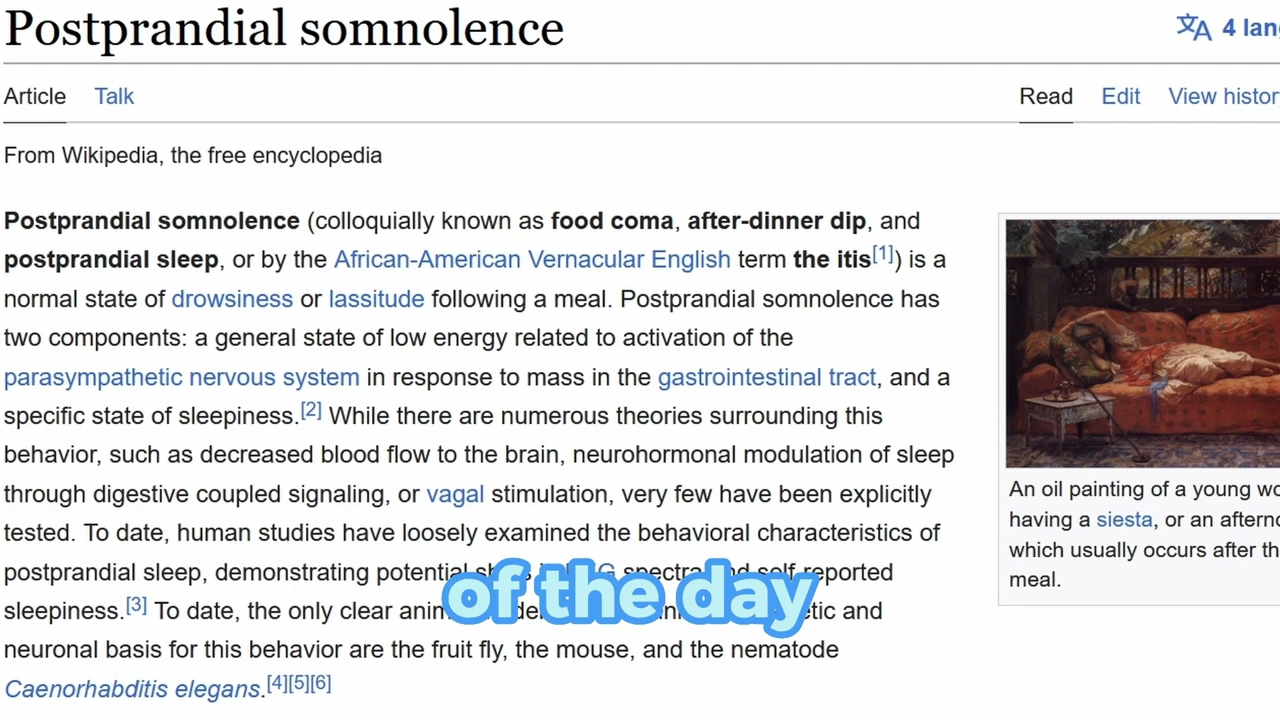 Postprandial somnolence
文A 4 lan
Article Talk Read Edit View history
From Wikipedia, the free encyclopedia
Postprandial somnolence (colloquially known as food coma, after-dinner dip, and
postprandial sleep, or by the African-American Vernacular English term the itis[1]) is a
normal state of drowsiness or lassitude following a meal. Postprandial somnolence has
two components: a general state of low energy related to activation of the
parasympathetic nervous system in response to mass in the gastrointestinal tract, and a
specific state of sleepiness.[2] While there are numerous theories surrounding this
behavior, such as decreased blood flow to the brain, neurohormonal modulation of sleep
through digestive coupled signaling, or vagal stimulation, very few have been explicitly
tested. To date, human studies have loosely examined the behavioral characteristics of
postprandial sleep, demonstrating potential spectra and self-reported
sleepiness.[3] To date, the only clear and
neuronal basis for this behavior are the fruit fly, the mouse, and the nematode
Caenorhabditis elegans.[4][5][6]
An oil painting of a young
having a siesta, or an
which usually occurs after
meal.
of the day